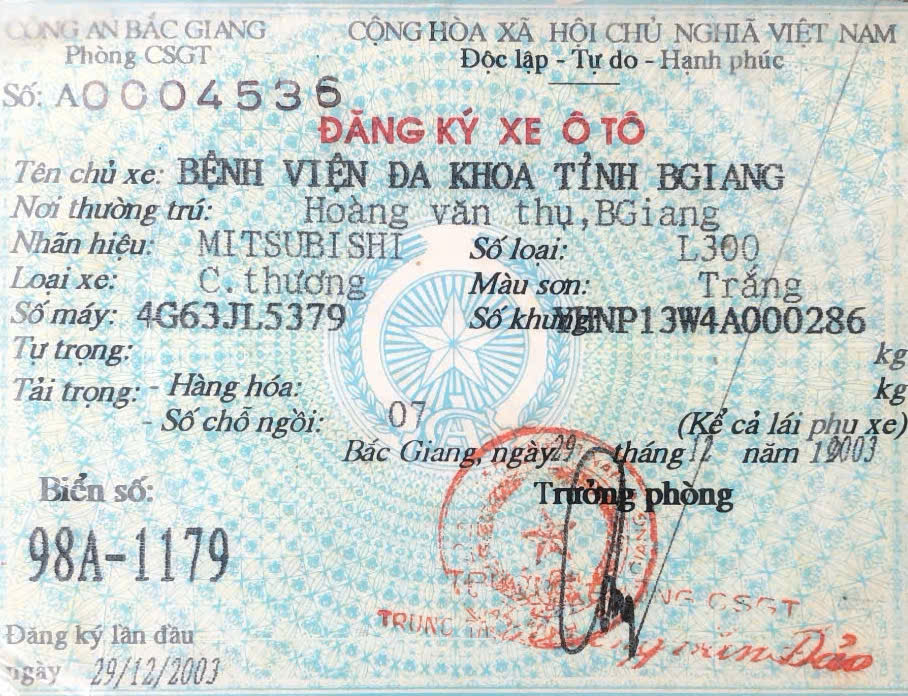 CÔNG AN BẮC GIANG
Phòng CSGT
CỘNG HÒA XÃ HỘI CHỦ NGHĨA VIỆT NAM
Độc lập - Tự do - Hạnh phúc
Số: A0004536
ĐĂNG KÝ XE Ô TÔ
Tên chủ xe: BỆNH VIỆN ĐA KHOA TỈNH BGIANG
Nơi thường trú: Hoàng văn thụ,BGiang
Nhãn hiệu: MITSUBISHI Số loại: L300
Loại xe: C.thương Màu sơn: Trắng
Số máy: 4G63JL5379 Số khung: NP13W4A000286
Tự trọng: kg
Tải trọng: - Hàng hóa: kg
- Số chỗ ngồi: 07 (Kể cả lái phụ xe)
Bắc Giang, ngày 29 tháng 12 năm 2003
Trưởng phòng
Biển số:
98A-1179
CSGT
TRUNG
Đảo
Đăng ký lần đầu
ngày 29/12/2003